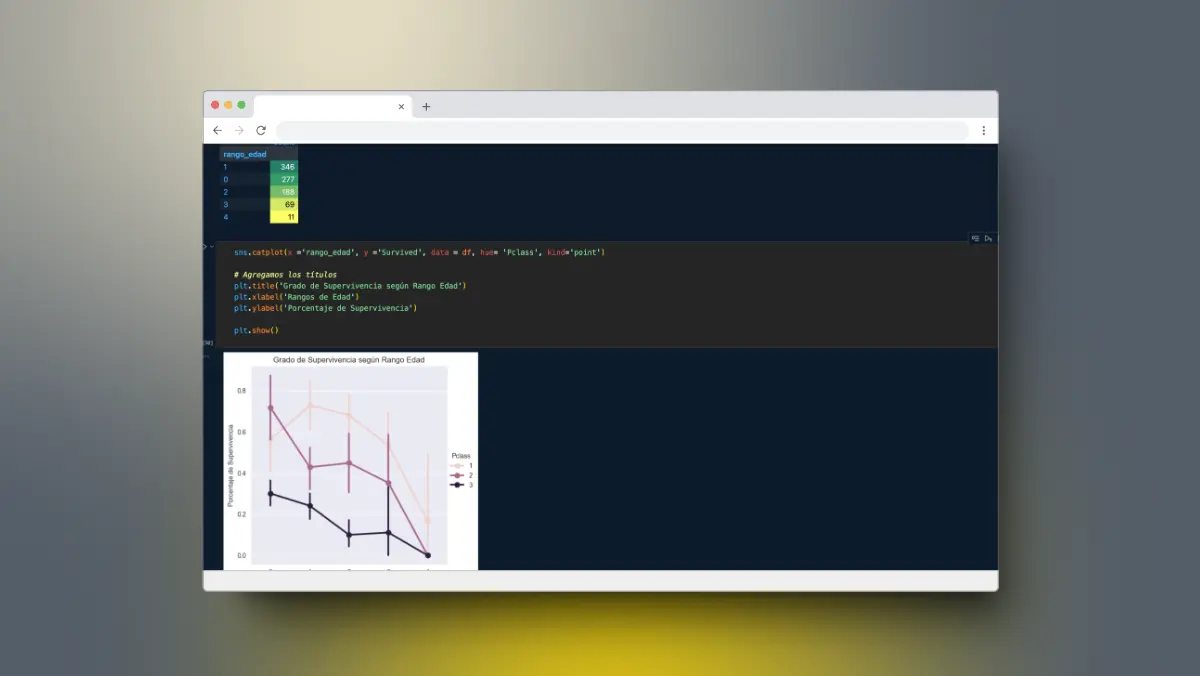 rango_edad
1 346
0 277
2 188
3 69
4 11
sns.catplot(x ='rango_edad', y ='Survived', data = df, hue= 'Pclass', kind='point')
# Agregamos los títulos
plt.title('Grado de Supervivencia según Rango Edad')
plt.xlabel('Rangos de Edad')
plt.ylabel('Porcentaje de Supervivencia')
plt.show()
Grado de Supervivencia según Rango Edad
Porcentaje de Supervivencia
0.8
0.6
0.4
0.2
0.0
Pclass
1
2
3